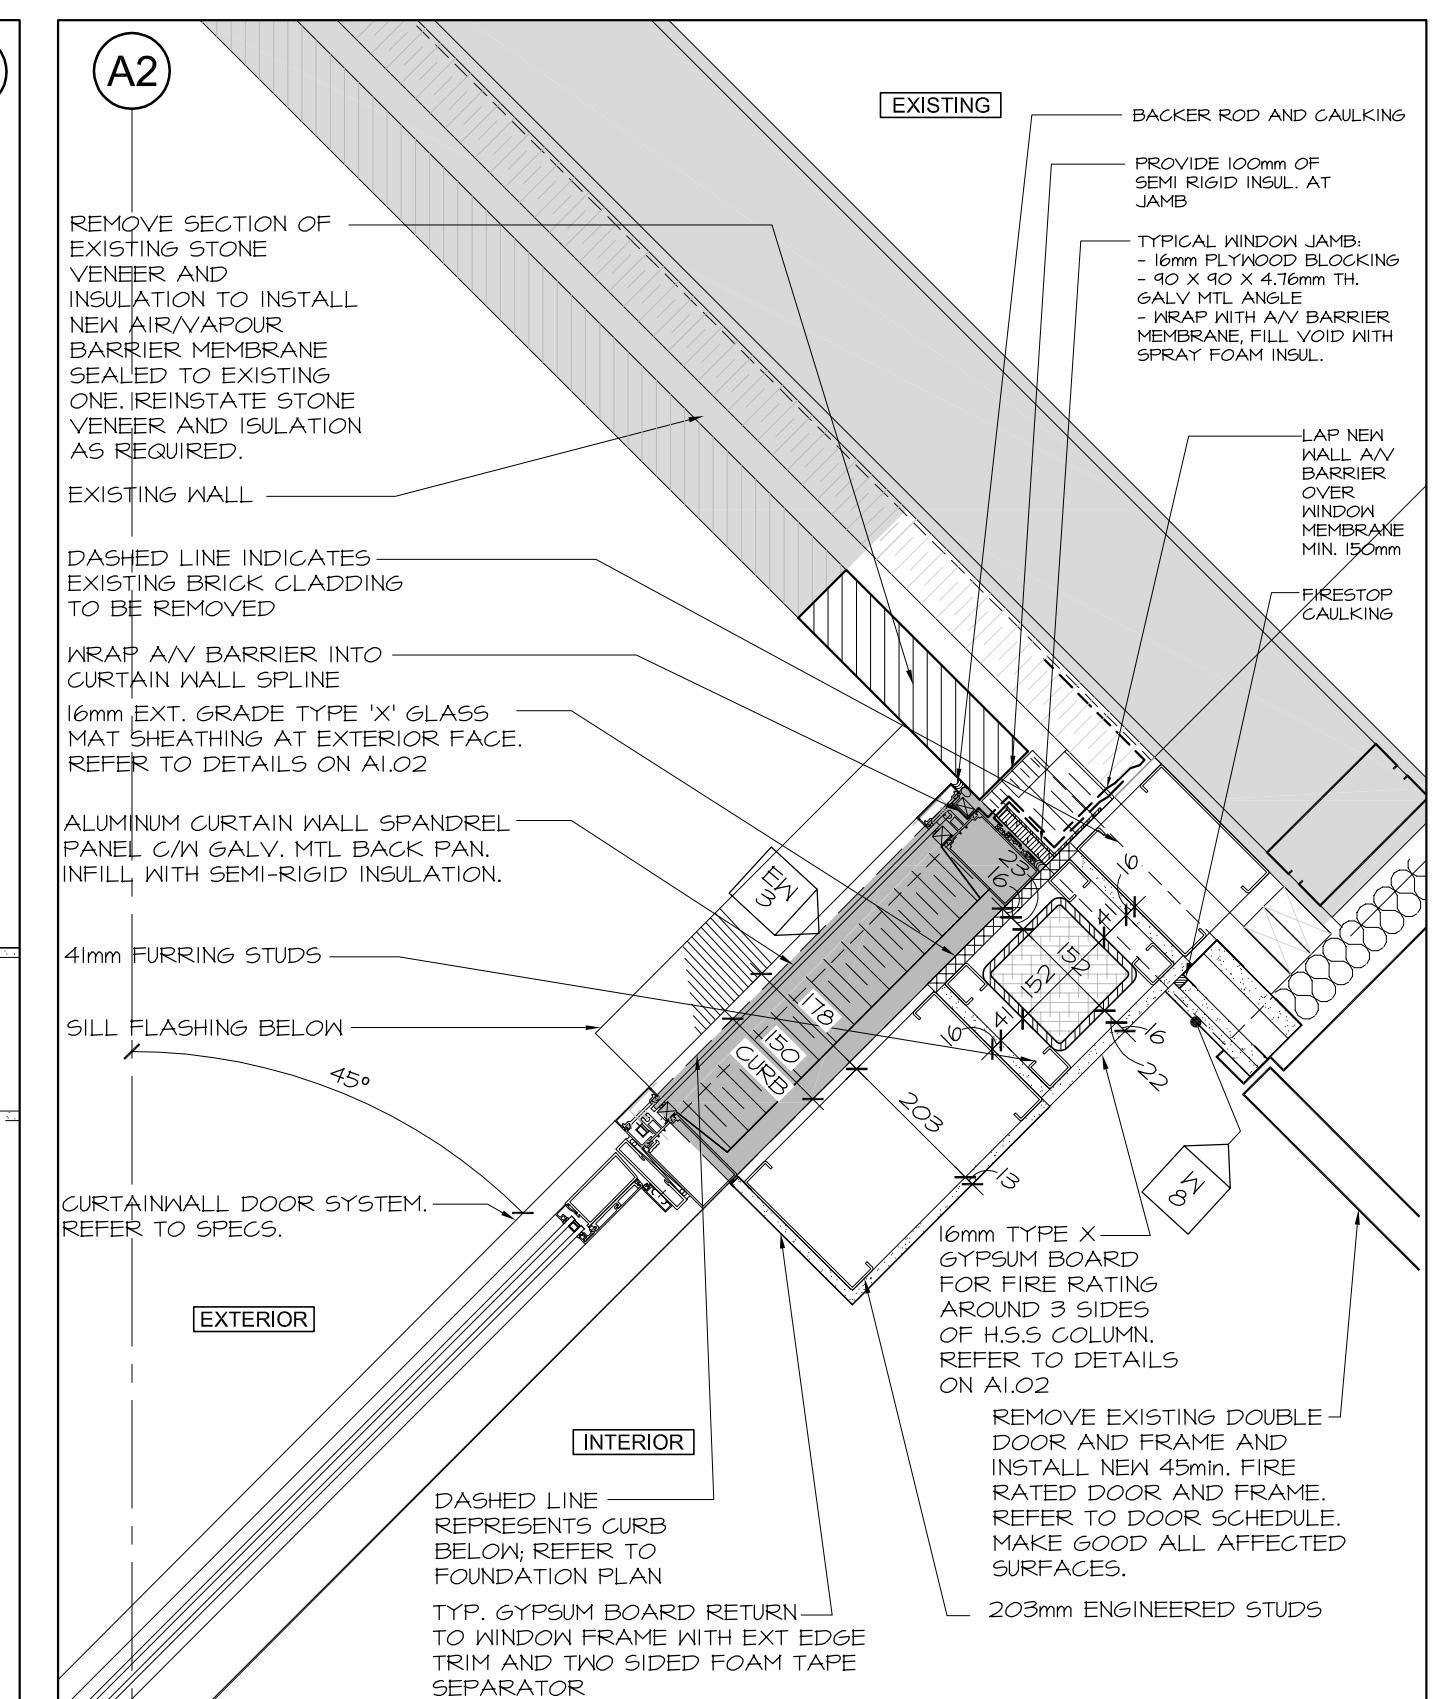 A2
EXISTING
REMOVE SECTION OF
EXISTING STONE
VENEER AND
INSULATION TO INSTALL
NEW AIR/VAPOUR
BARRIER MEMBRANE
SEALED TO EXISTING
ONE. REINSTATE STONE
VENEER AND ISULATION
AS REQUIRED.
EXISTING WALL
DASHED LINE INDICATES
EXISTING BRICK CLADDING
TO BE REMOVED
WRAP A/V BARRIER INTO
CURTAIN WALL SPLINE
16mm EXT. GRADE TYPE 'X' GLASS
MAT SHEATHING AT EXTERIOR FACE.
REFER TO DETAILS ON A1.02
ALUMINUM CURTAIN WALL SPANDREL
PANEL C/W GALV. MTL BACK PAN.
INFILL WITH SEMI-RIGID INSULATION.
41mm FURRING STUDS
SILL FLASHING BELOW
45°
CURTAINWALL DOOR SYSTEM.
REFER TO SPECS.
EXTERIOR
BACKER ROD AND CAULKING
PROVIDE 100mm OF
SEMI RIGID INSUL. AT
JAMB
TYPICAL WINDOW JAMB:
- 16mm PLYWOOD BLOCKING
- 90 X 90 X 4.76mm TH.
GALV MTL ANGLE
- WRAP WITH A/V BARRIER
MEMBRANE, FILL VOID WITH
SPRAY FOAM INSUL.
LAP NEW
WALL A/V
BARRIER
OVER
WINDOW
MEMBRANE
MIN. 150mm
FIRESTOP
CAULKING
EW
3
23
16
16
41
152
152
178
150
CURB
16
41
16
22
203
13
W
8
16mm TYPE X
GYPSUM BOARD
FOR FIRE RATING
AROUND 3 SIDES
OF H.S.S COLUMN.
REFER TO DETAILS
ON A1.02
INTERIOR
REMOVE EXISTING DOUBLE
DOOR AND FRAME AND
INSTALL NEW 45min. FIRE
RATED DOOR AND FRAME.
REFER TO DOOR SCHEDULE.
MAKE GOOD ALL AFFECTED
SURFACES.
DASHED LINE
REPRESENTS CURB
BELOW; REFER TO
FOUNDATION PLAN
203mm ENGINEERED STUDS
TYP. GYPSUM BOARD RETURN
TO WINDOW FRAME WITH EXT EDGE
TRIM AND TWO SIDED FOAM TAPE
SEPARATOR